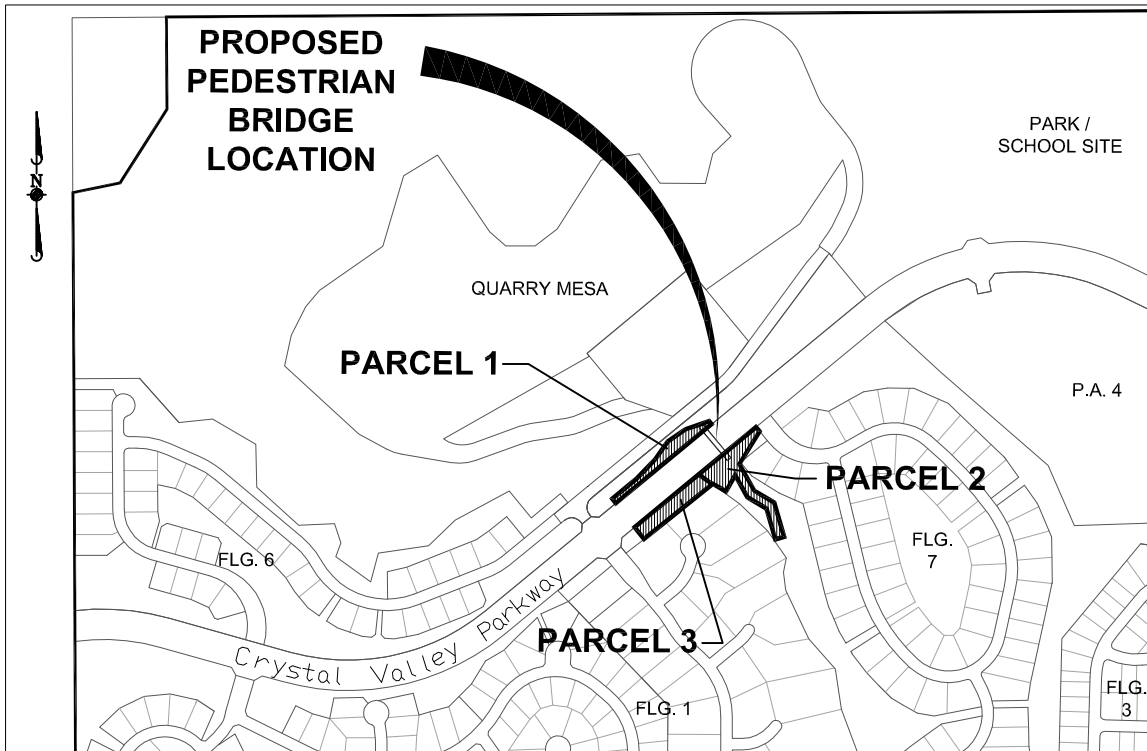 PROPOSED
PEDESTRIAN
BRIDGE
LOCATION
PARK /
SCHOOL SITE
N
QUARRY MESA
PARCEL 1
P.A. 4
PARCEL 2
FLG.
7
FLG. 6
PARCEL 3
Crystal Valley Parkway
FLG. 1
FLG.
3